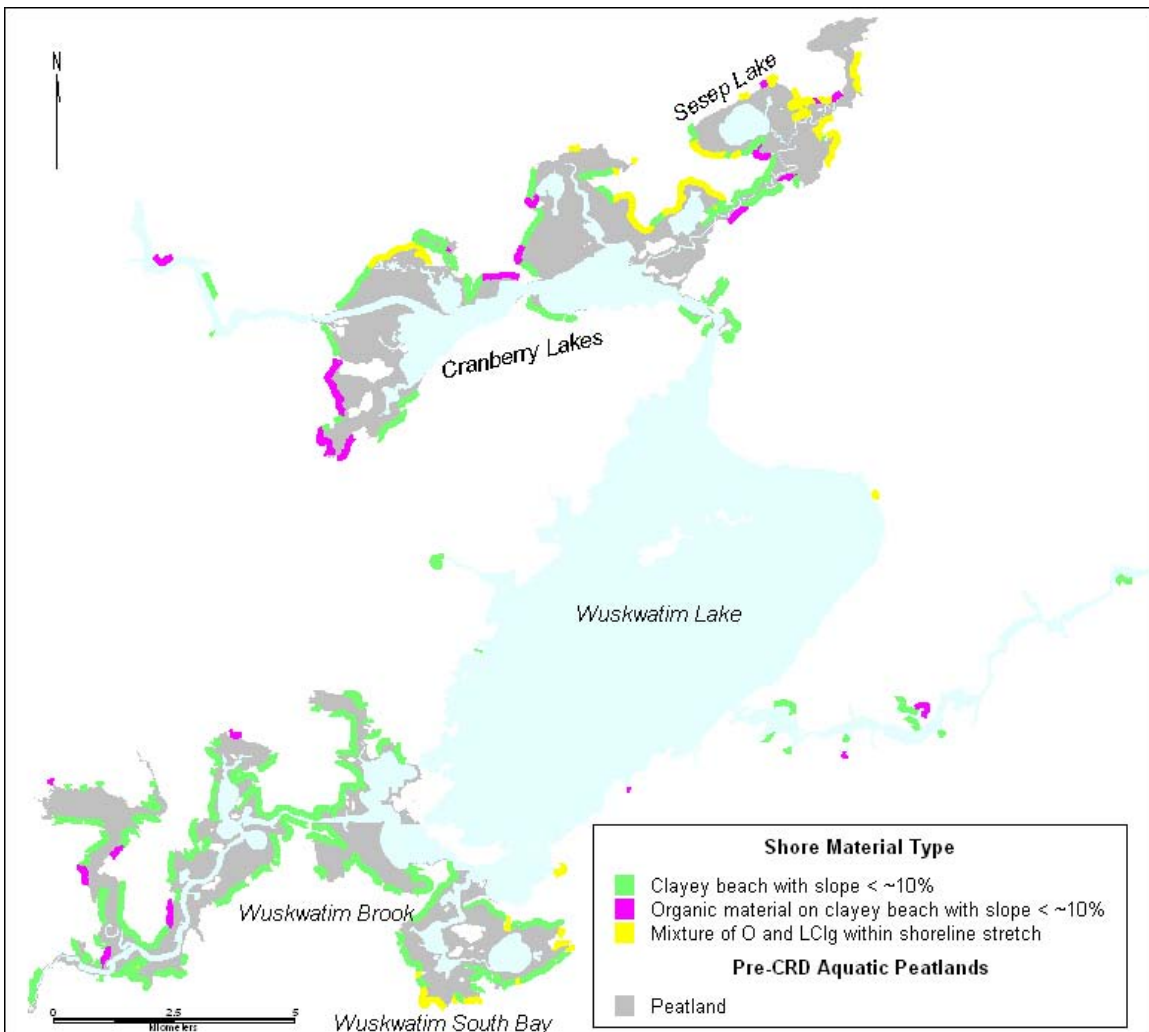 N
Sesep Lake
Cranberry Lakes
Wuskwatim Lake
Wuskwatim Brook
Wuskwatim South Bay
0 2.5 5
kilometers
Shore Material Type
Clayey beach with slope < ~10%
Organic material on clayey beach with slope < ~10%
Mixture of O and LClg within shoreline stretch
Pre-CRD Aquatic Peatlands
Peatland